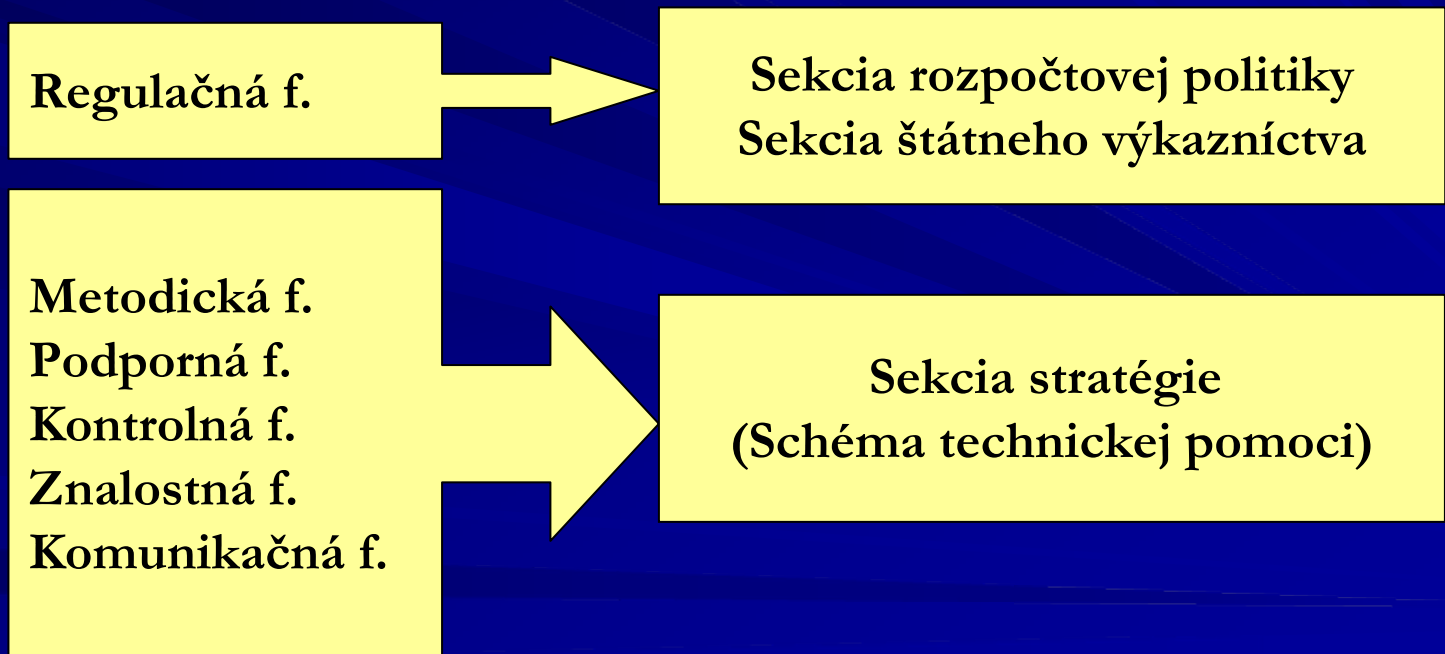 Regulačná f.
Sekcia rozpočtovej politiky
Sekcia štátneho výkazníctva
Metodická f.
Podporná f.
Kontrolná f.
Znalostná f.
Komunikačná f.
Sekcia stratégie
(Schéma technickej pomoci)